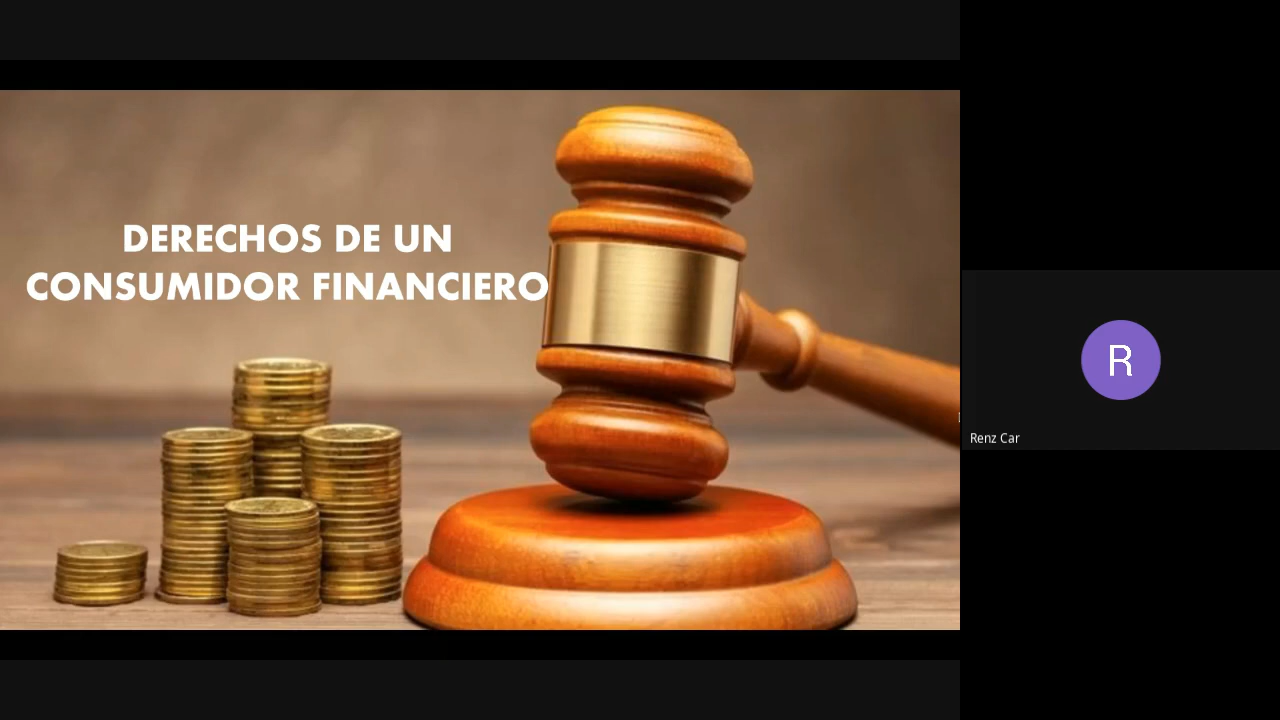 DERECHOS DE UN
CONSUMIDOR FINANCIERO
R
Renz Car